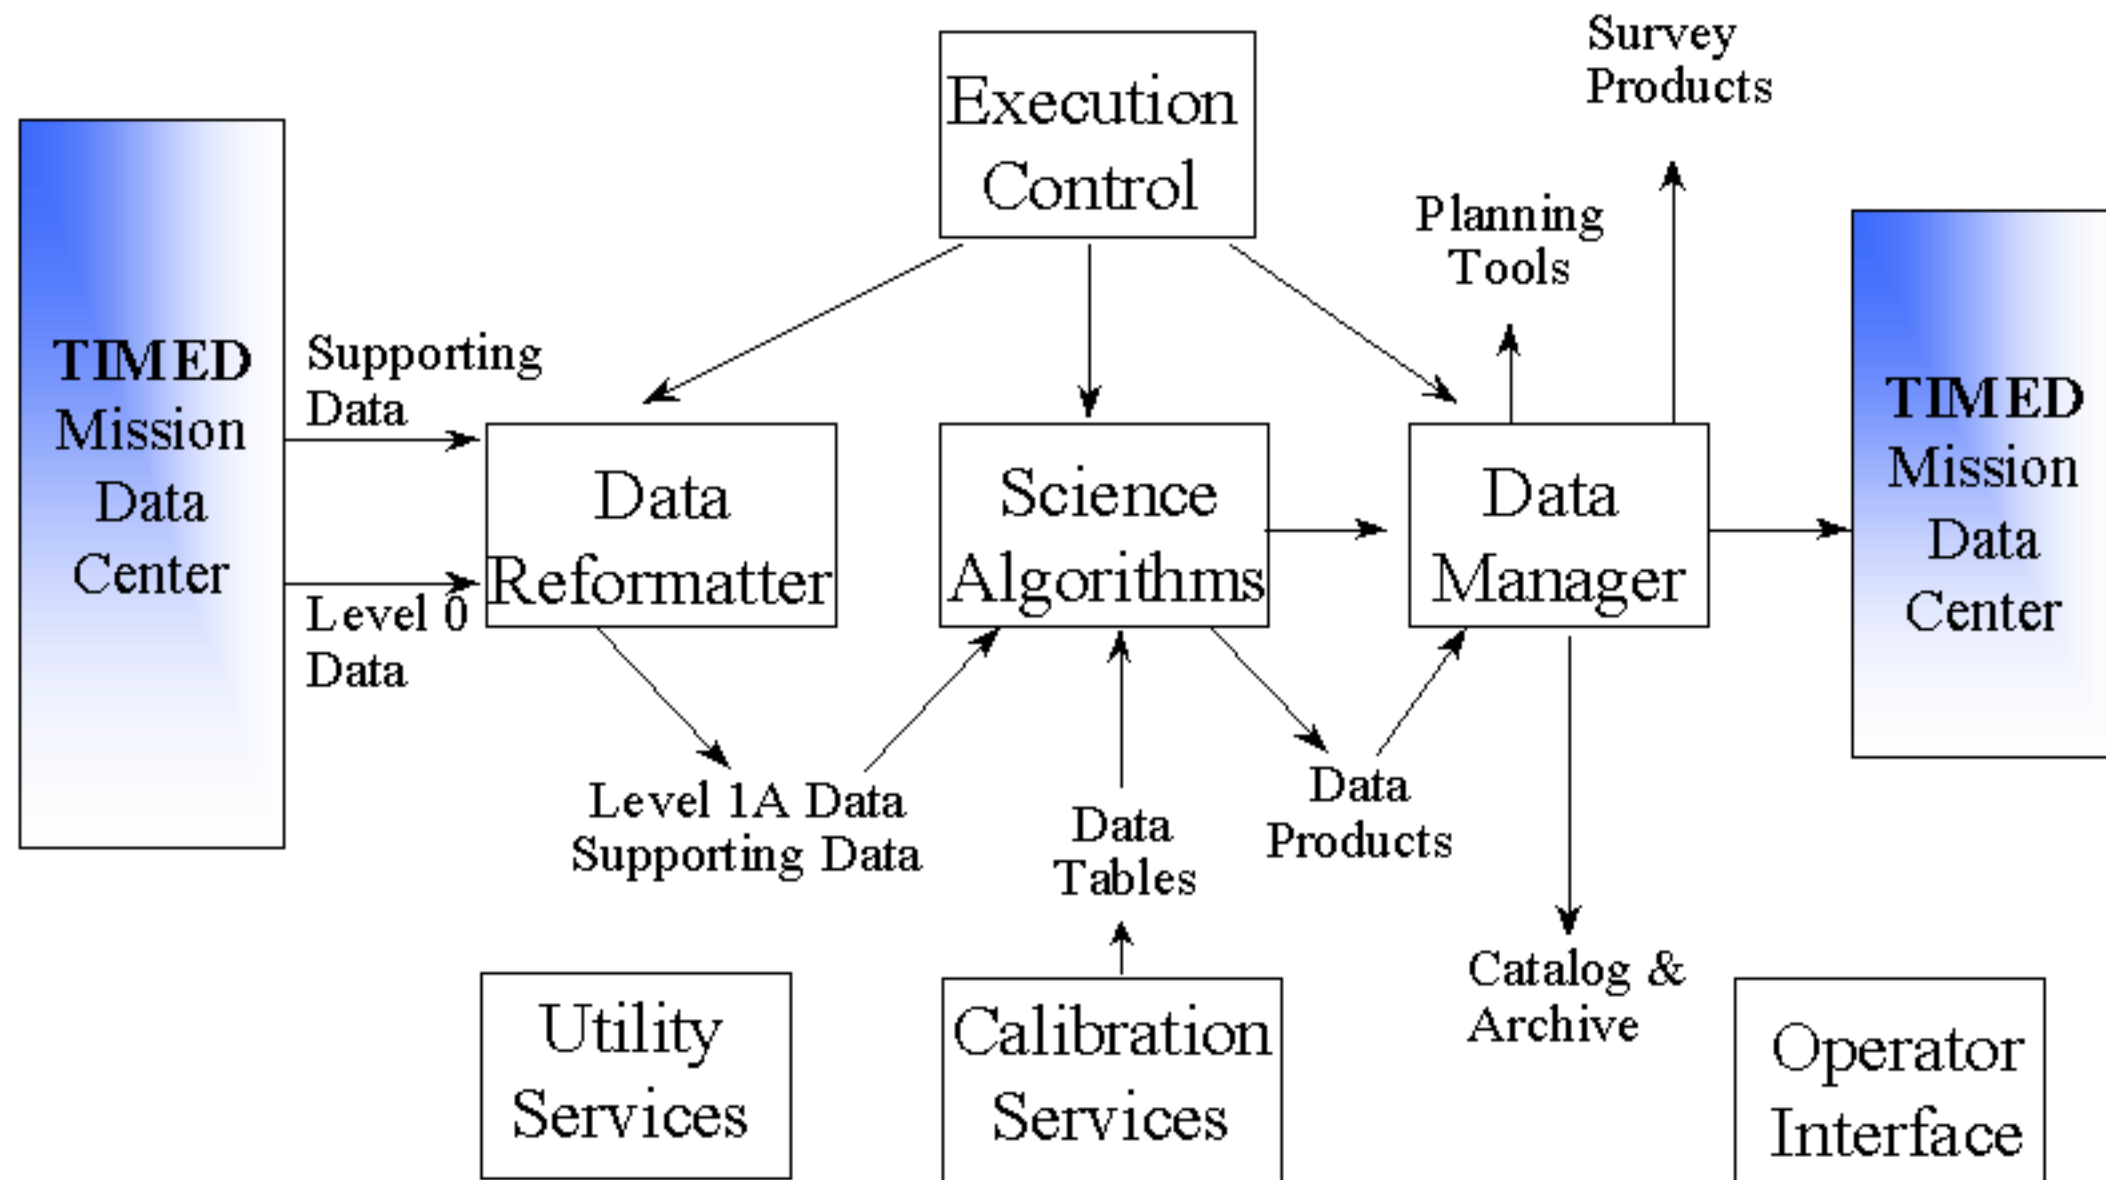 Execution
Control
Survey
Products
Planning
Tools
TIMED
Mission
Data
Center
Supporting
Data
Level 0
Data
Data
Reformatter
Science
Algorithms
Data
Manager
TIMED
Mission
Data
Center
Level 1A Data
Supporting Data
Data
Tables
Data
Products
Catalog &
Archive
Utility
Services
Calibration
Services
Operator
Interface